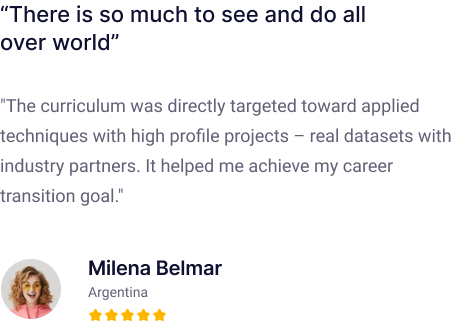 “There is so much to see and do all
over world”
"The curriculum was directly targeted toward applied
techniques with high profile projects – real datasets with
industry partners. It helped me achieve my career
transition goal."
Milena Belmar
Argentina